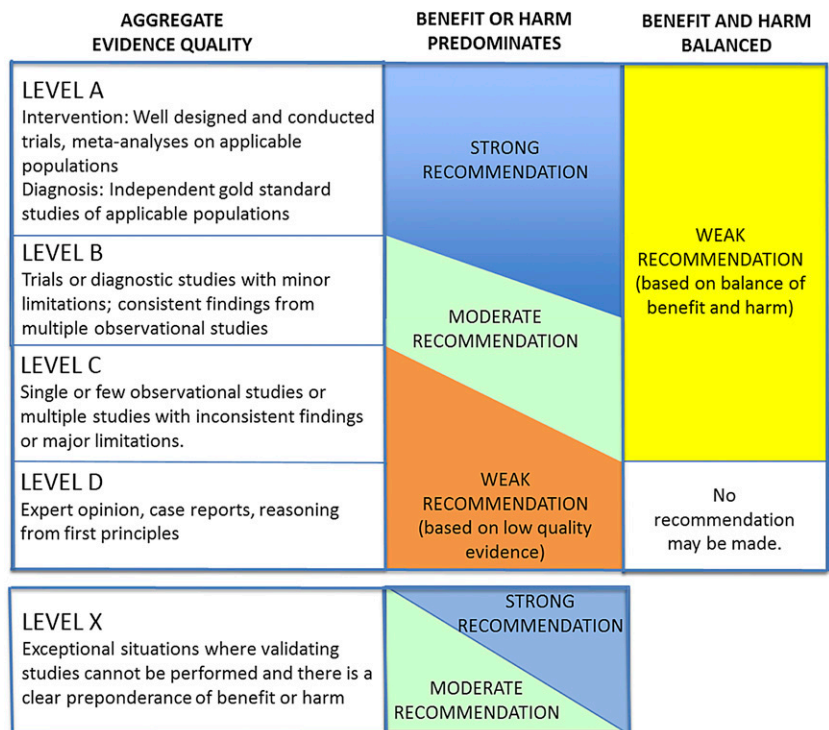 AGGREGATE
EVIDENCE QUALITY
BENEFIT OR HARM
PREDOMINATES
BENEFIT AND HARM
BALANCED
LEVEL A
Intervention: Well designed and conducted
trials, meta-analyses on applicable
populations
Diagnosis: Independent gold standard
studies of applicable populations
STRONG
RECOMMENDATION
WEAK
RECOMMENDATION
(based on balance of
benefit and harm)
LEVEL B
Trials or diagnostic studies with minor
limitations; consistent findings from
multiple observational studies
MODERATE
RECOMMENDATION
LEVEL C
Single or few observational studies or
multiple studies with inconsistent findings
or major limitations.
LEVEL D
Expert opinion, case reports, reasoning
from first principles
WEAK
RECOMMENDATION
(based on low quality
evidence)
No
recommendation
may be made.
LEVEL X
Exceptional situations where validating
studies cannot be performed and there is a
clear preponderance of benefit or harm
STRONG
RECOMMENDATION
MODERATE
RECOMMENDATION